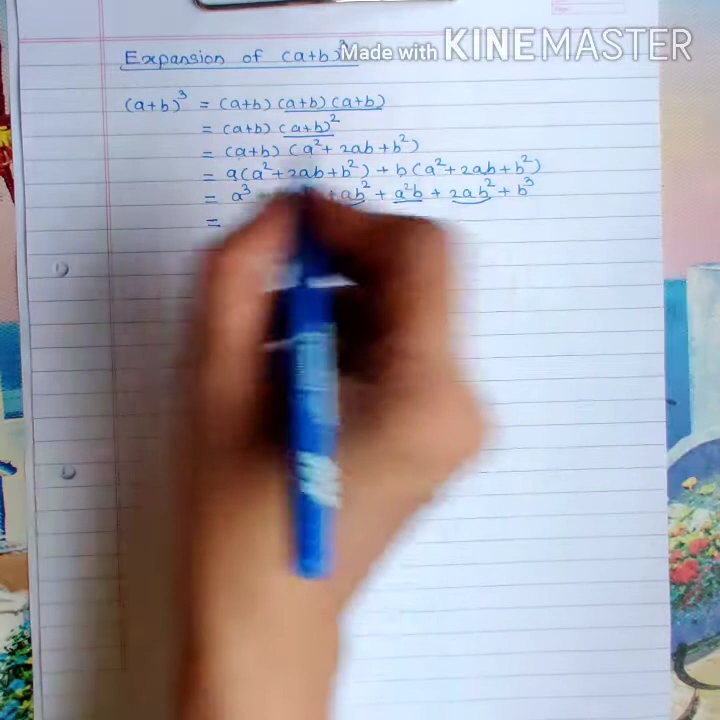 Expansion of (a+b)³
Made with KINEMASTER
(a+b)³ = (a+b) (a+b) (a+b)
= (a+b) (a+b)²
= (a+b) (a² + 2ab + b²)
= a(a² + 2ab + b²) + b(a² + 2ab + b²)
= a³ + ab² + a²b + 2ab² + b³
=